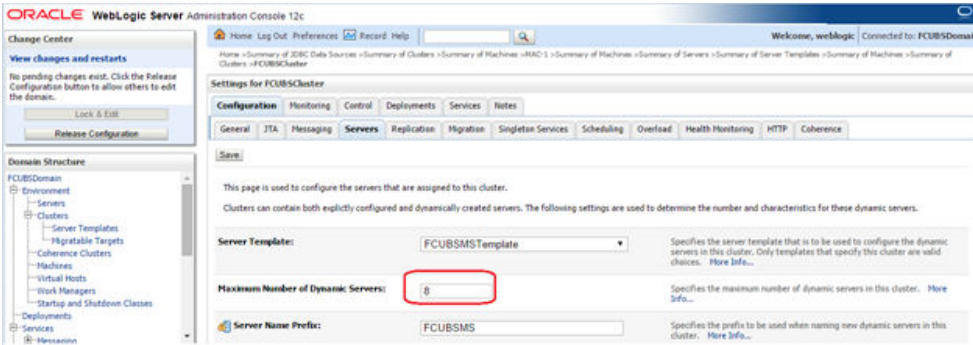 ORACLE WebLogic Server Administration Console 12c
Change Center
View changes and restarts
No pending changes exist. Click the Release
Configuration button to allow others to edit
the domain.
Lock & Edit
Release Configuration
Domain Structure
FCUBSDomain
Environment
Servers
Clusters
Server Templates
Migratable Targets
Coherence Clusters
Machines
Virtual Hosts
Work Managers
Startup and Shutdown Classes
Deployments
Services
Messaging
Home Log Out Preferences Record Help
Welcome, weblogic Connected to: FCUBSDomai
Home >Summary of JDBC Data Sources >Summary of Clusters >Summary of Machines >MAC-1 >Summary of Machines >Summary of Servers >Summary of Server Templates >Summary of Machines >Summary of
Clusters >FCUBSCluster
Settings for FCUBSCluster
Configuration Monitoring Control Deployments Services Notes
General JTA Messaging Servers Replication Migration Singleton Services Scheduling Overload Health Monitoring HTTP Coherence
Save
This page is used to configure the servers that are assigned to this cluster.
Clusters can contain both explictly configured and dynamically created servers. The following settings are used to determine the number and characteristics for these dynamic servers.
Server Template: FCUBSMSTemplate
Specifies the server template that is to be used to configure the dynamic
servers in this cluster. Only templates that specify this cluster are valid
choices. More Info...
Maximum Number of Dynamic Servers: 8
Specifies the maximum number of dynamic servers in this cluster. More
Info...
Server Name Prefix: FCUBSMS
Specifies the prefix to be used when naming new dynamic servers in this
cluster. More Info...